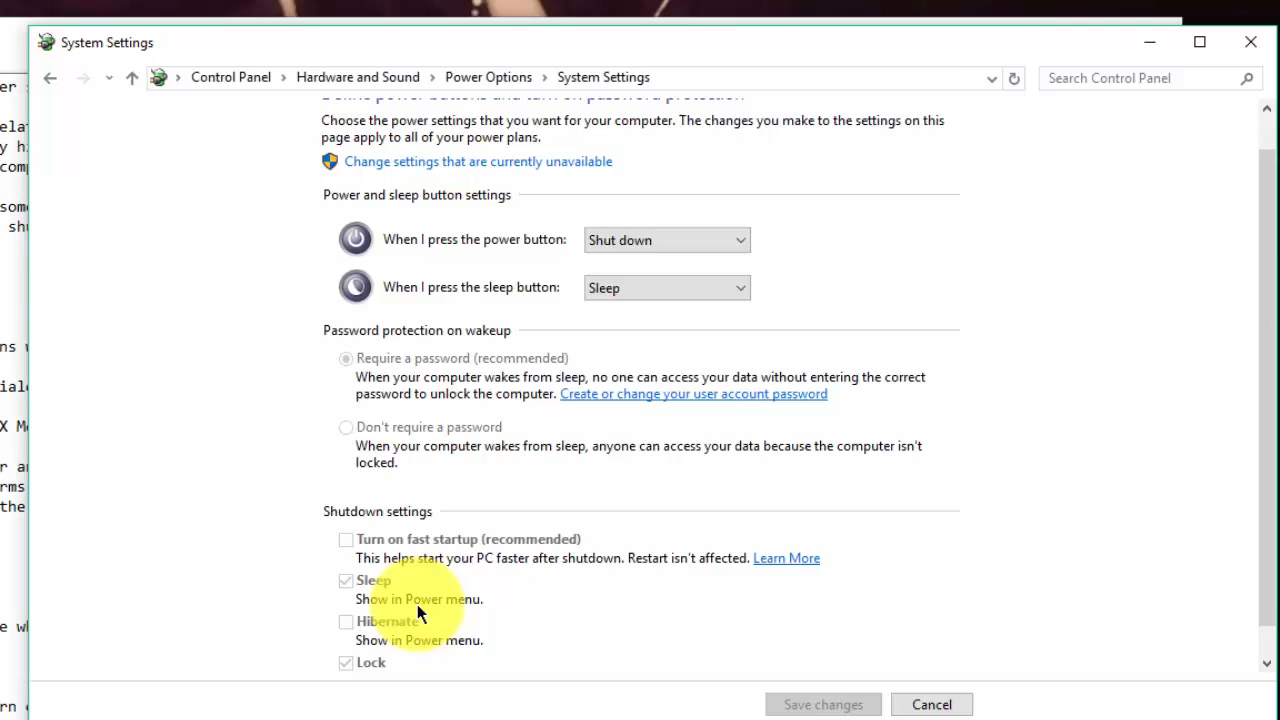 System Settings
Control Panel > Hardware and Sound > Power Options > System Settings
Search Control Panel
Define power buttons and turn on password protection
Choose the power settings that you want for your computer. The changes you make to the settings on this
page apply to all of your power plans.
Change settings that are currently unavailable
Power and sleep button settings
When I press the power button: Shut down
When I press the sleep button: Sleep
Password protection on wakeup
Require a password (recommended)
When your computer wakes from sleep, no one can access your data without entering the correct
password to unlock the computer. Create or change your user account password
Don't require a password
When your computer wakes from sleep, anyone can access your data because the computer isn't
locked.
Shutdown settings
Turn on fast startup (recommended)
This helps start your PC faster after shutdown. Restart isn't affected. Learn More
Sleep
Show in Power menu.
Hibernate
Show in Power menu.
Lock
Save changes
Cancel